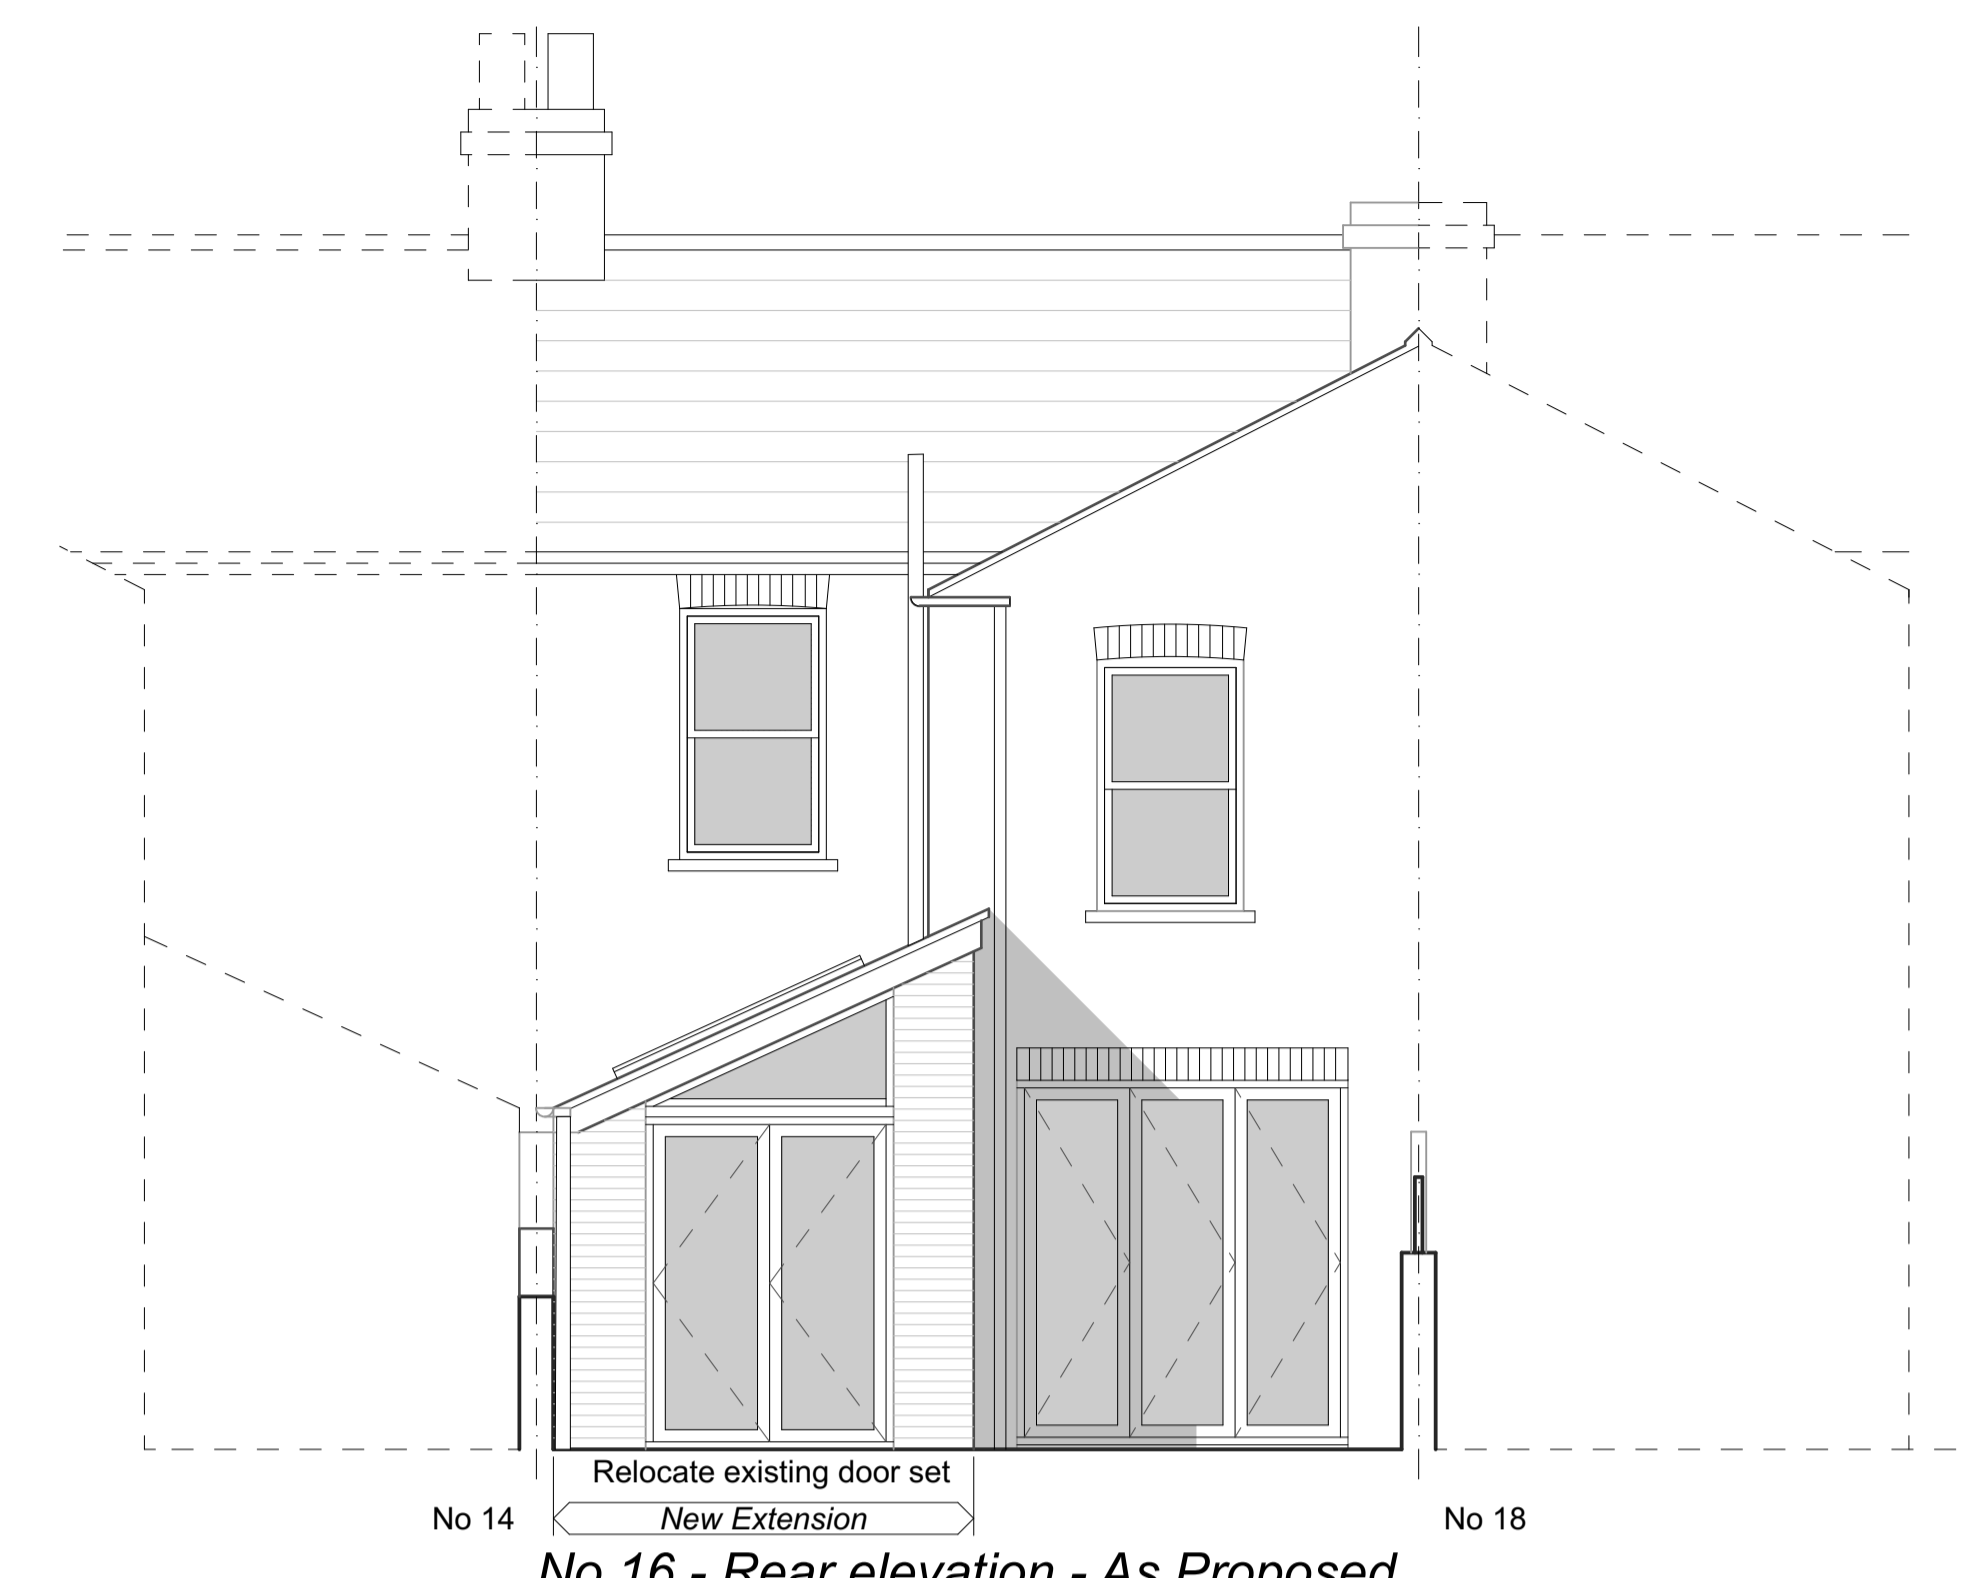 Relocate existing door set
No 14
New Extension
No 18
No 16 - Rear elevation - As Proposed